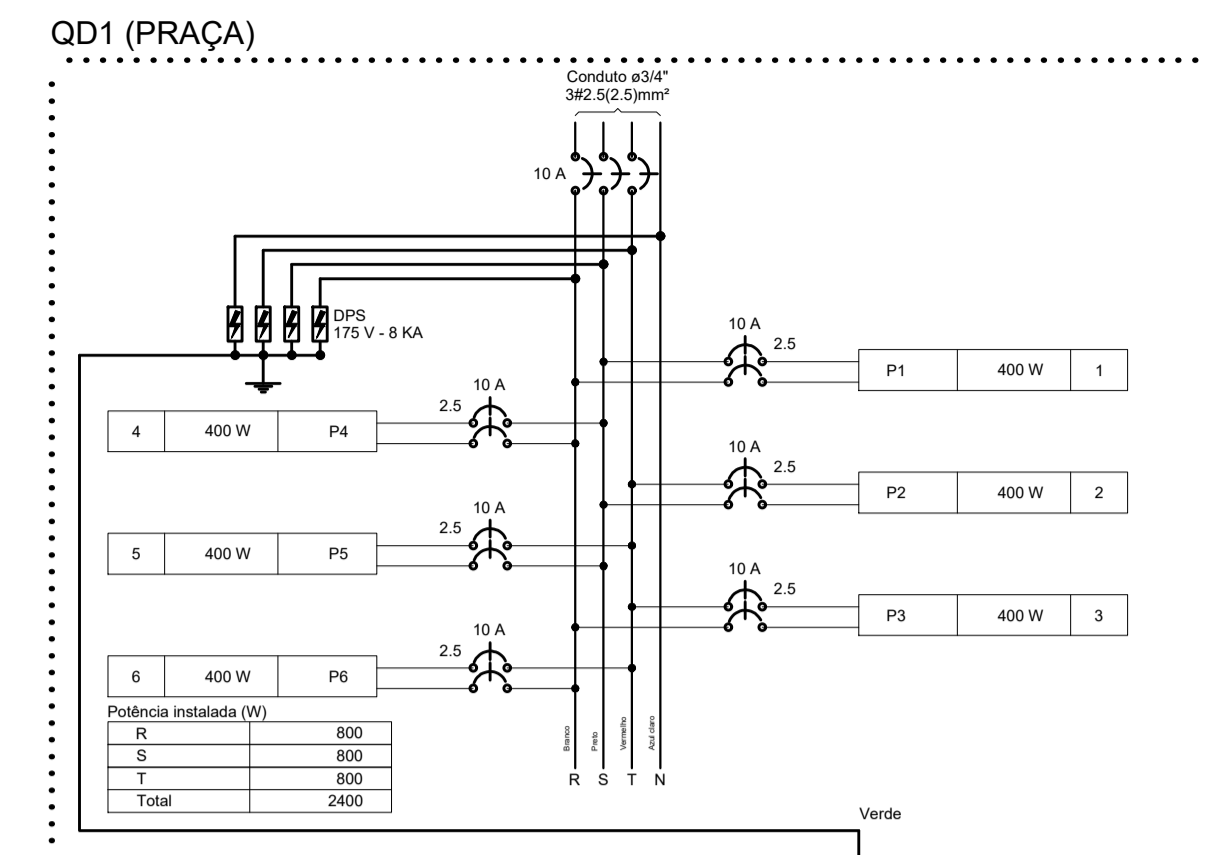 QD1 (PRAÇA)
Conduto ø3/4"
3#2.5(2.5)mm²
10 A
DPS
175 V - 8 KA
10 A
2.5
P1 400 W 1
10 A
2.5
4 400 W P4
10 A
2.5
P2 400 W 2
10 A
2.5
5 400 W P5
10 A
2.5
P3 400 W 3
10 A
2.5
6 400 W P6
Potência instalada (W)
R 800
S 800
T 800
Total 2400
Branco
Preto
Vermelho
Azul claro
R S T N
Verde